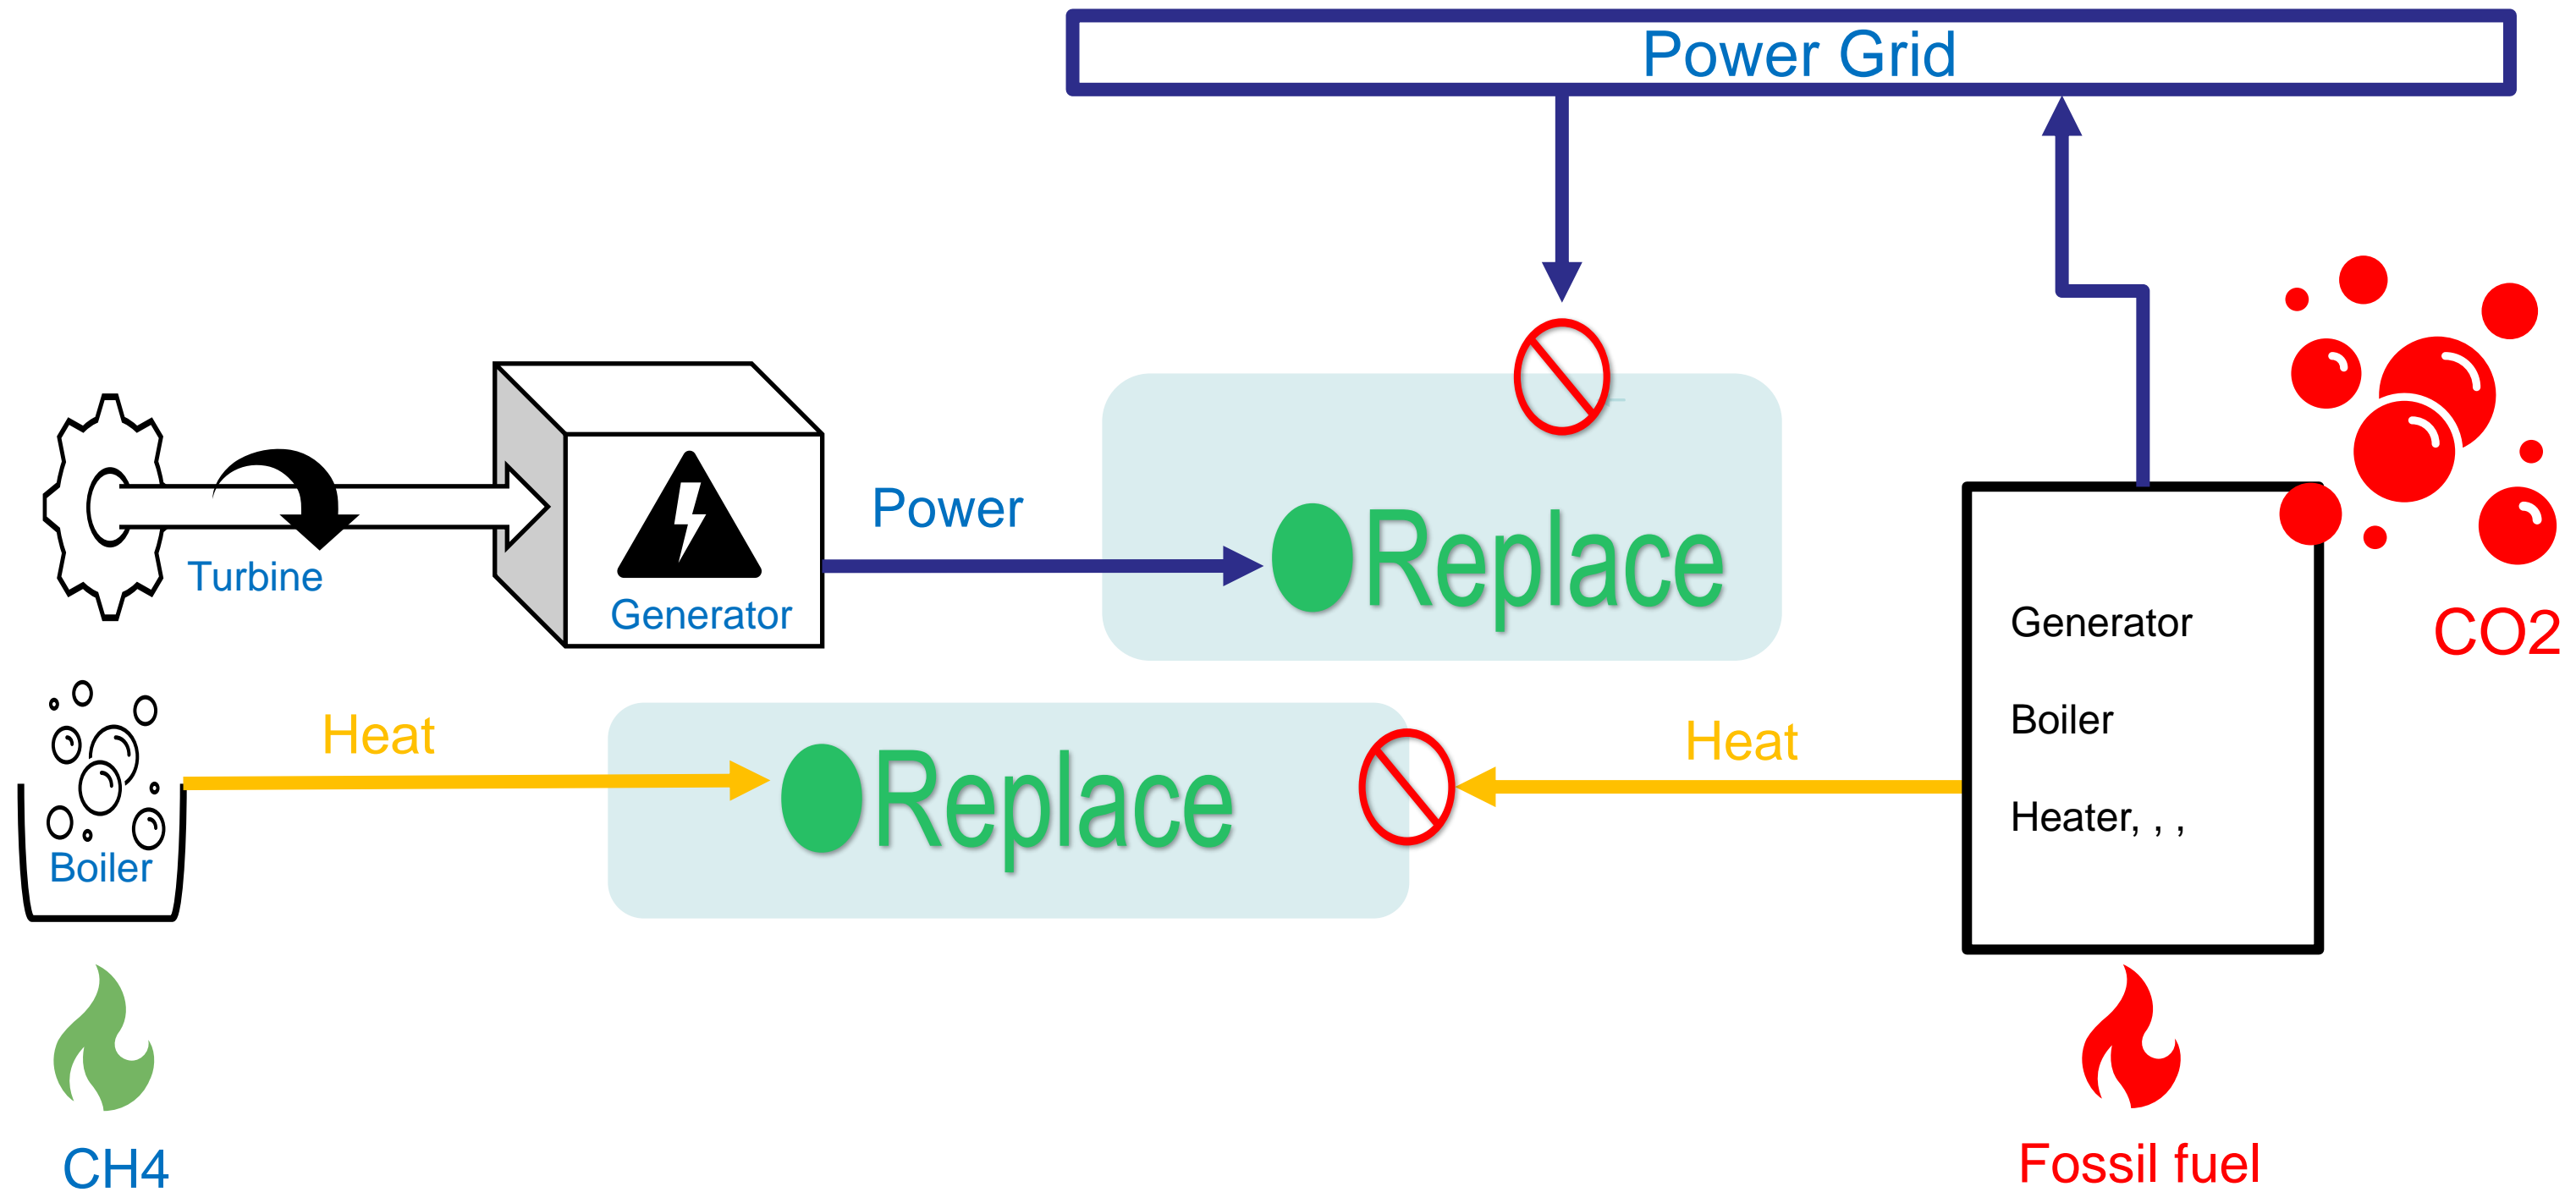 Power Grid
Power
Replace
Turbine
Generator
Generator
CO2
Heat
Replace
Heat
Boiler
Heater, , ,
Boiler
CH4
Fossil fuel